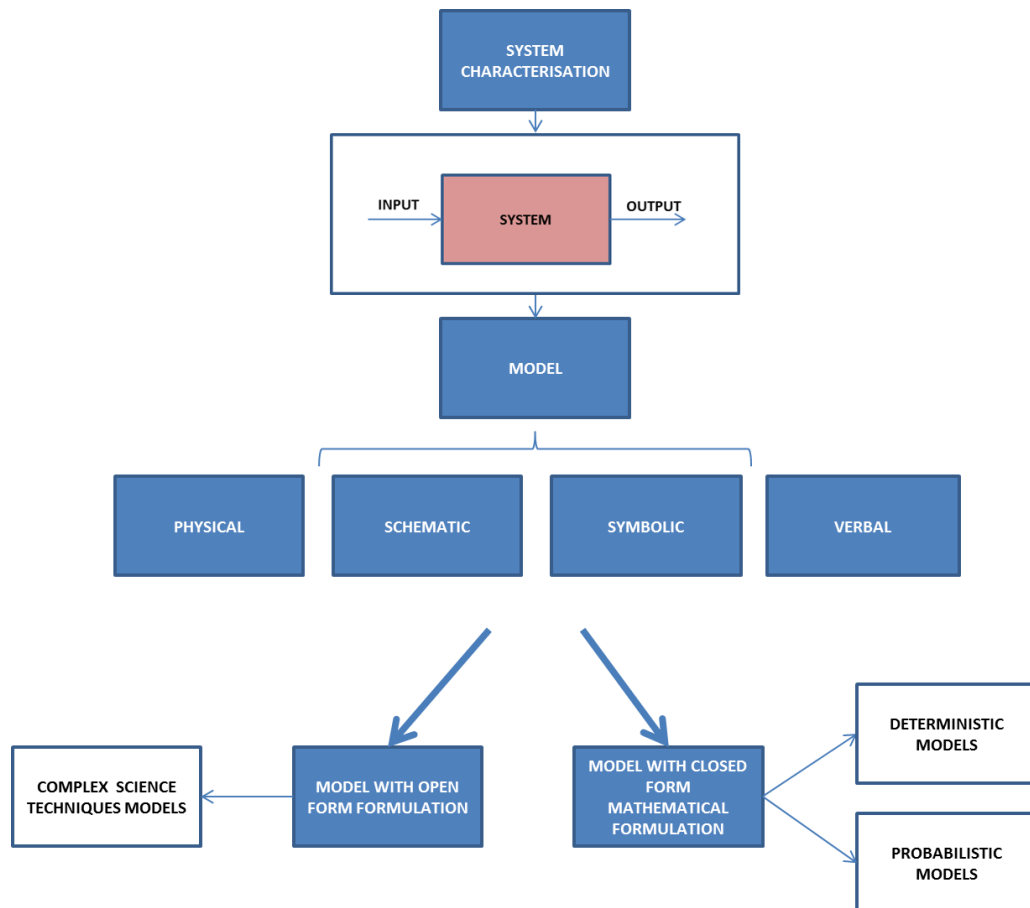 SYSTEM
CHARACTERISATION
INPUT
SYSTEM
OUTPUT
MODEL
PHYSICAL
SCHEMATIC
SYMBOLIC
VERBAL
COMPLEX SCIENCE
TECHNIQUES MODELS
MODEL WITH OPEN
FORM FORMULATION
MODEL WITH CLOSED
FORM
MATHEMATICAL
FORMULATION
DETERMINISTIC
MODELS
PROBABILISTIC
MODELS